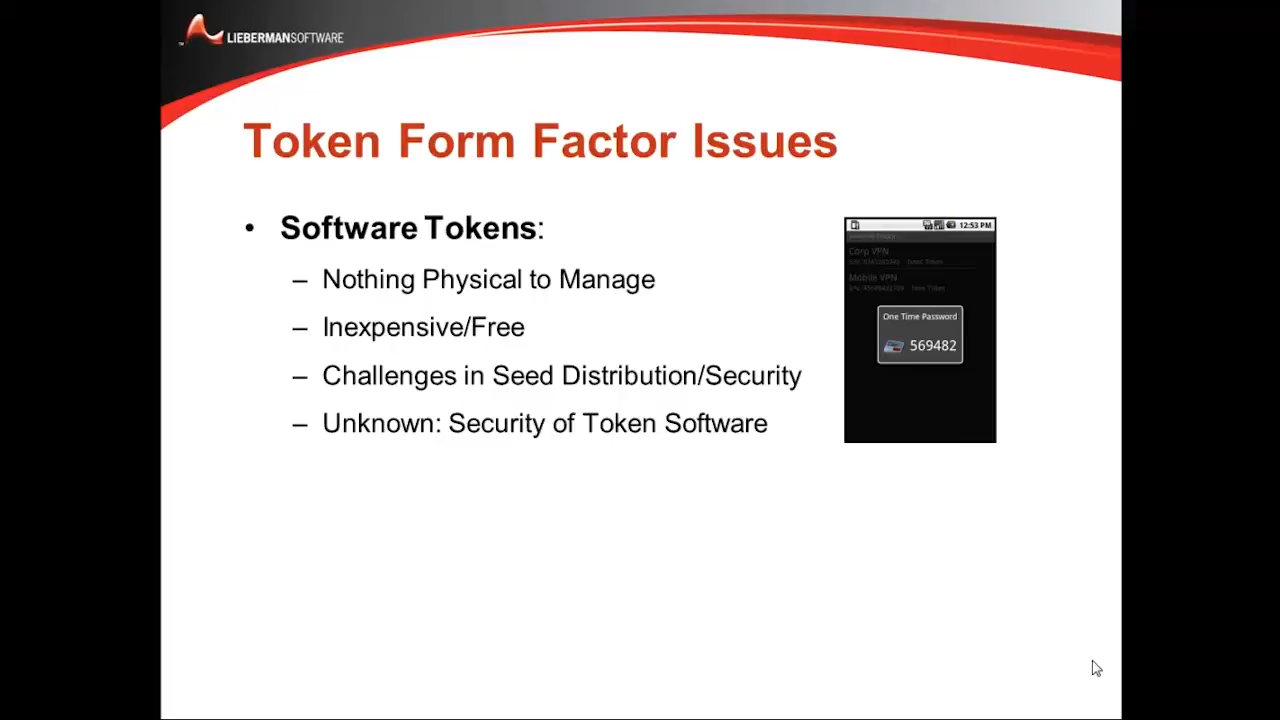 LIEBERMANSOFTWARE
Token Form Factor Issues
• Software Tokens:
– Nothing Physical to Manage
– Inexpensive/Free
– Challenges in Seed Distribution/Security
– Unknown: Security of Token Software
12:53 PM
Corp VPN
Mobile VPN
One Time Password
569482